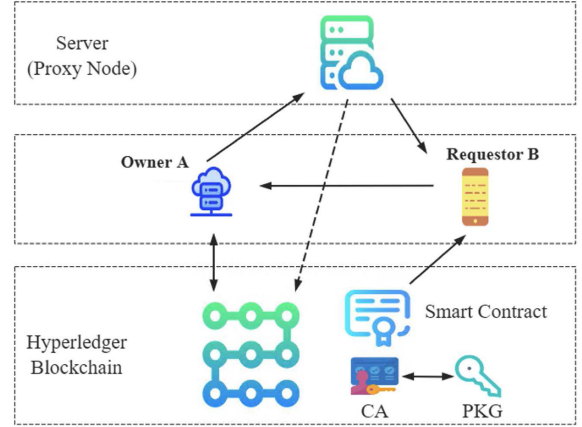 Server
(Proxy Node)
Owner A
Requestor B
Hyperledger
Blockchain
Smart Contract
CA
PKG